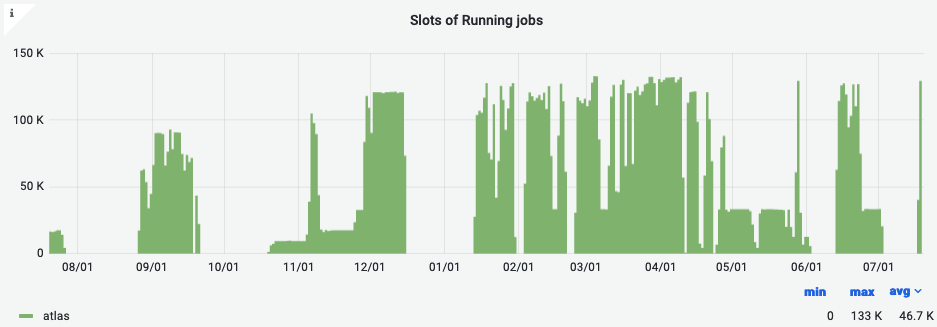 i
Slots of Running jobs
150 K
100 K
50 K
0
08/01 09/01 10/01 11/01 12/01 01/01 02/01 03/01 04/01 05/01 06/01 07/01
min max avg
atlas 0 133 K 46.7 K